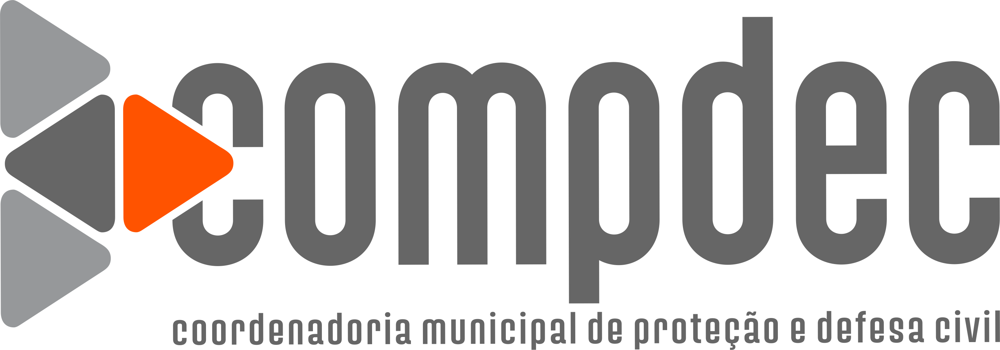 compdec
coordenadoria municipal de proteção e defesa civil